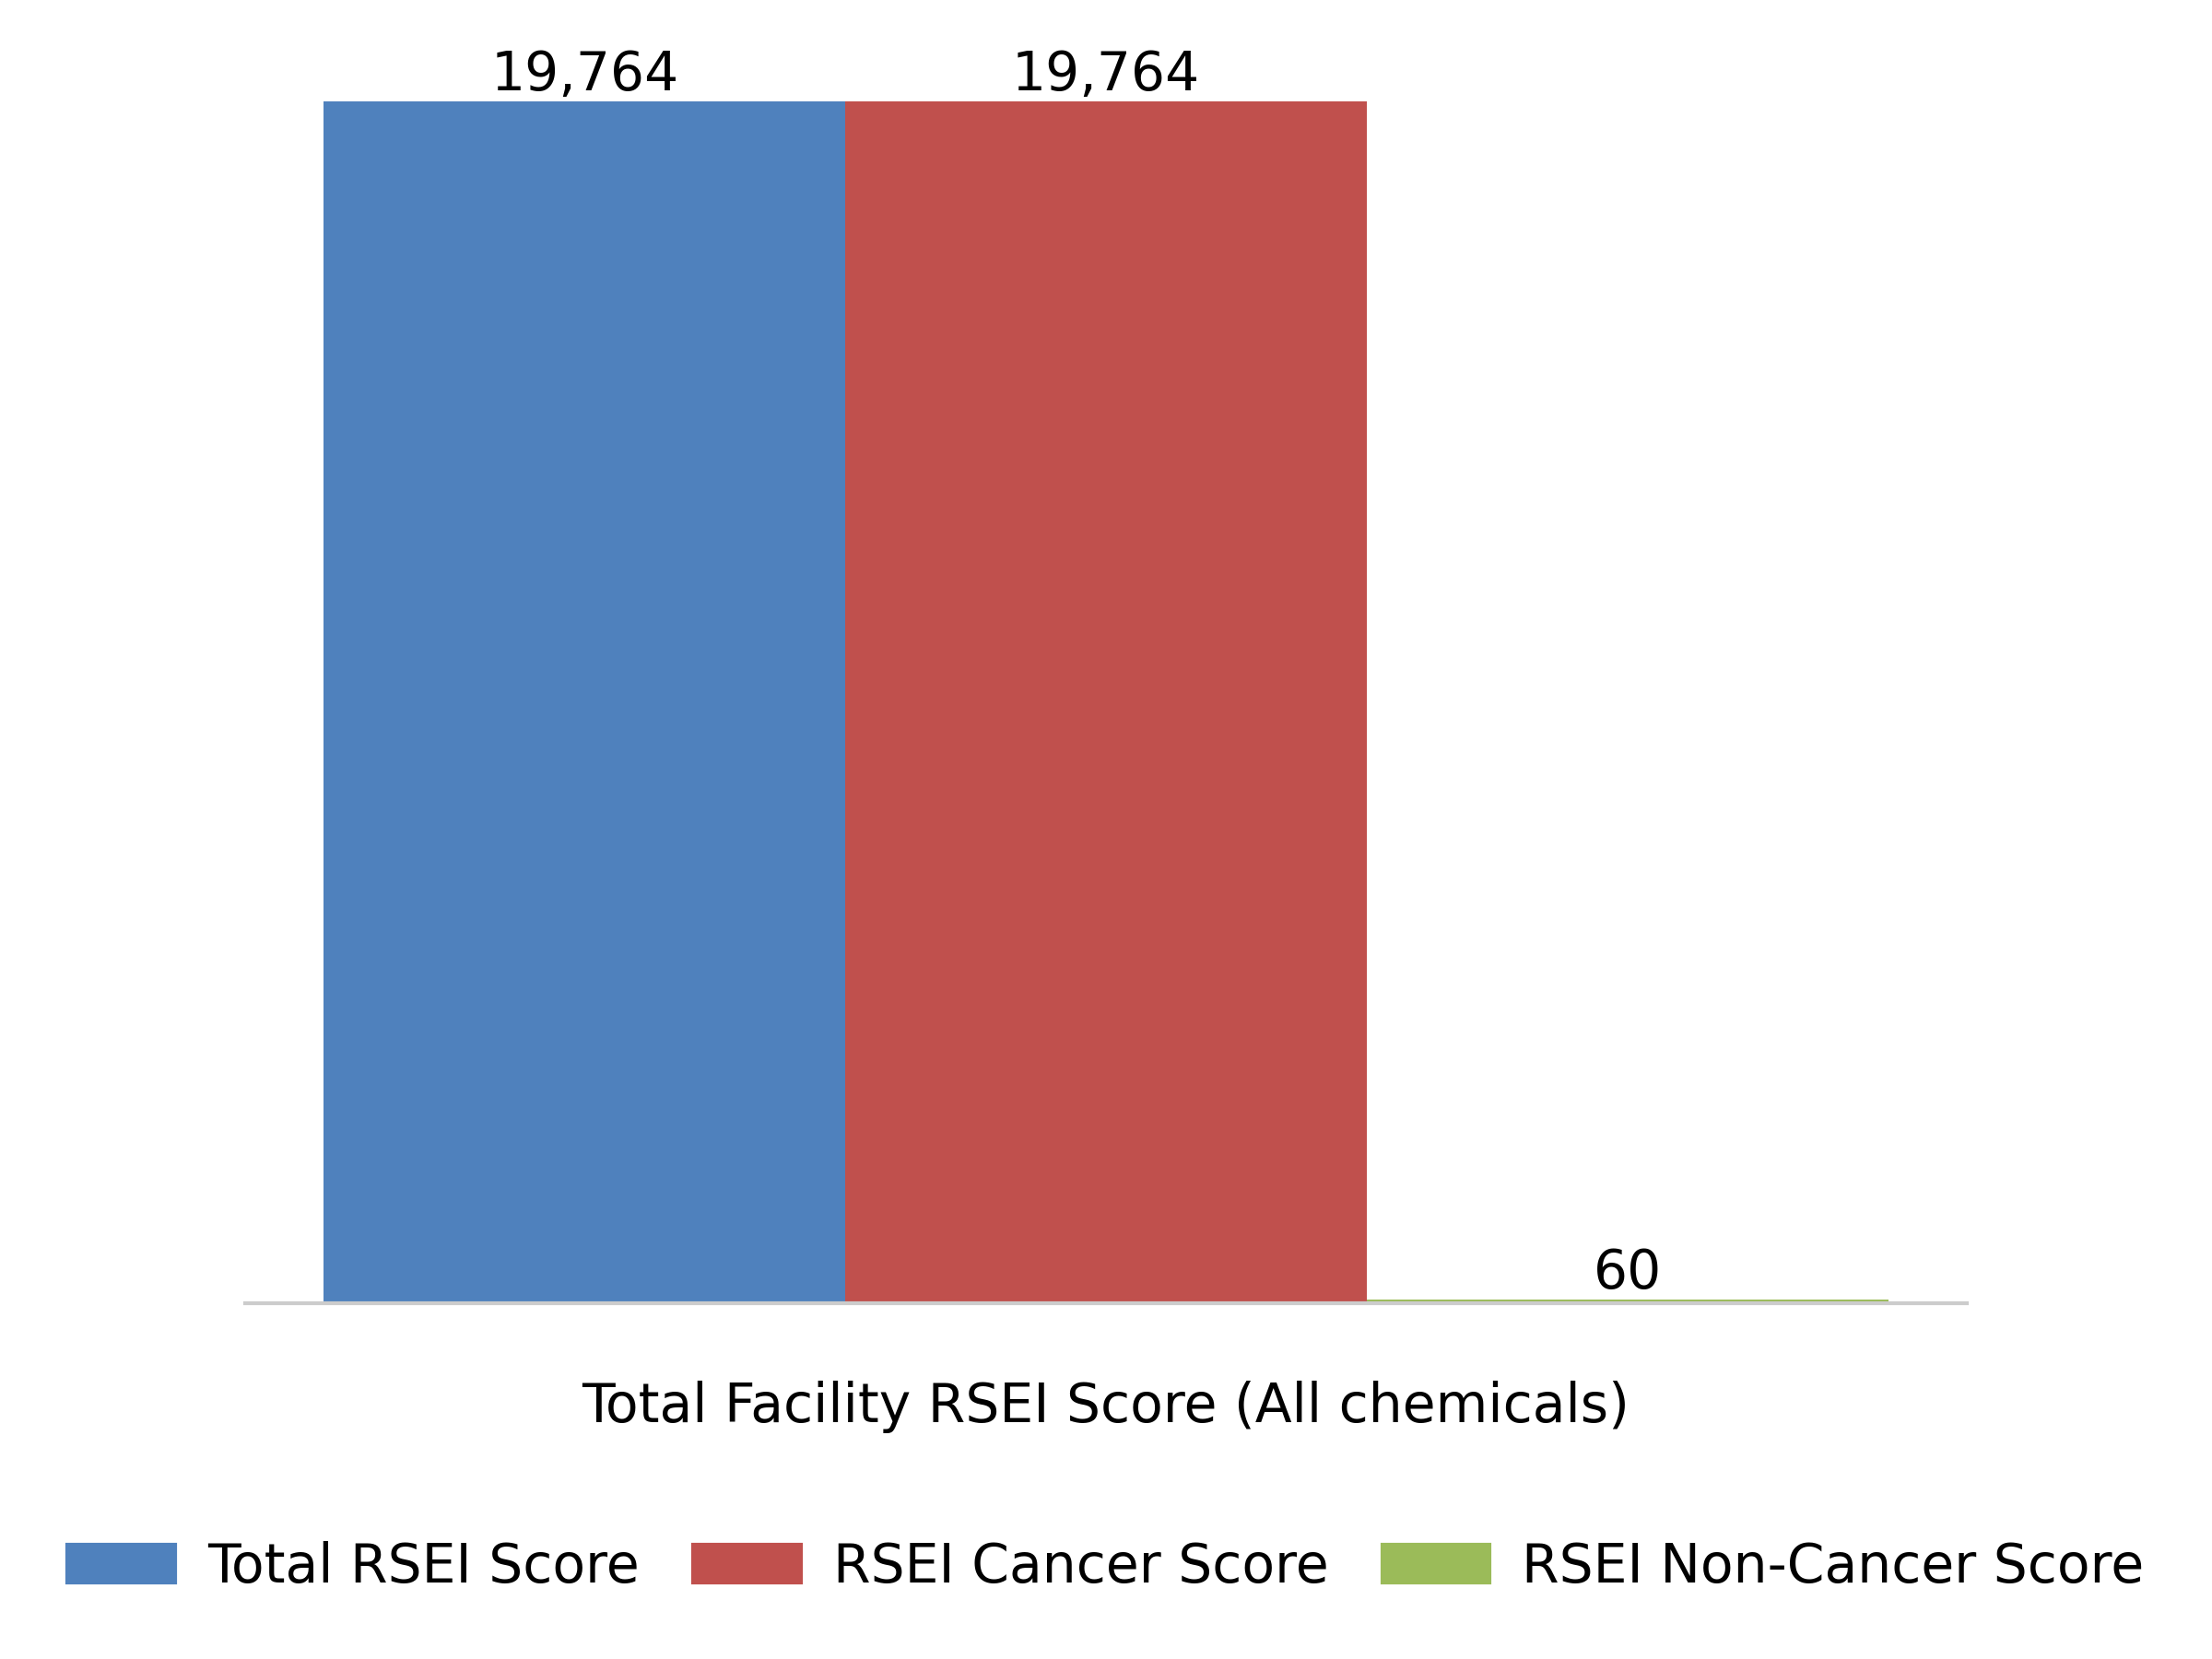 19,764 19,764
60
Total Facility RSEI Score (All chemicals)
Total RSEI Score RSEI Cancer Score RSEI Non-Cancer Score